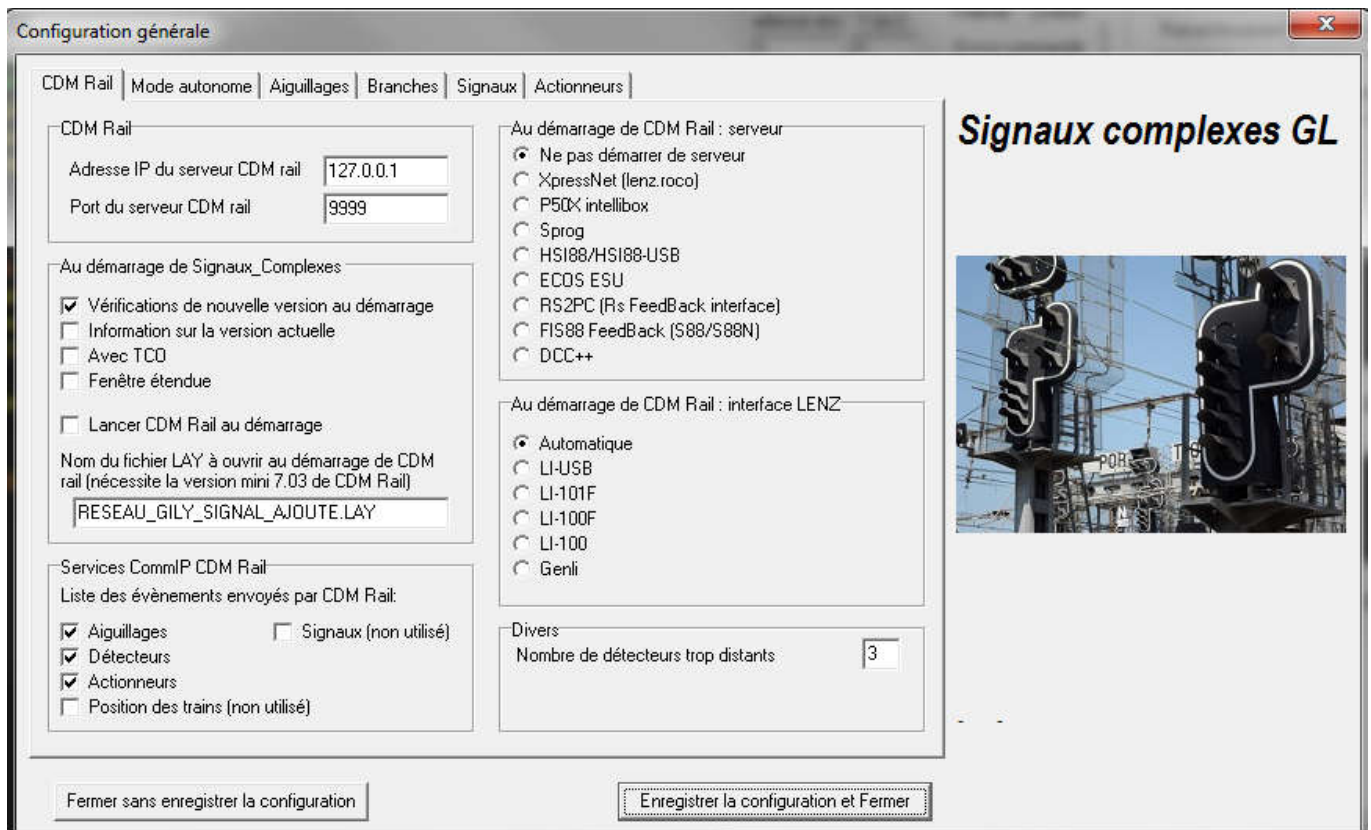 Configuration générale
CDM Rail
Mode autonome
Aiguillages
Branches
Signaux
Actionneurs
CDM Rail
Adresse IP du serveur CDM rail
127.0.0.1
Port du serveur CDM rail
9999
Au démarrage de Signaux_Complexes
Vérifications de nouvelle version au démarrage
Information sur la version actuelle
Avec TCO
Fenêtre étendue
Lancer CDM Rail au démarrage
Nom du fichier LAY à ouvrir au démarrage de CDM
rail (nécessite la version mini 7.03 de CDM Rail)
RESEAU_GILY_SIGNAL_AJOUTE.LAY
Services CommIP CDM Rail
Liste des évènements envoyés par CDM Rail:
Aiguillages
Signaux (non utilisé)
Détecteurs
Actionneurs
Position des trains (non utilisé)
Au démarrage de CDM Rail : serveur
Ne pas démarrer de serveur
XpressNet (lenz.roco)
P50X intellibox
Sprog
HSI88/HSI88-USB
ECOS ESU
RS2PC (Rs FeedBack interface)
FIS88 FeedBack (S88/S88N)
DCC++
Au démarrage de CDM Rail : interface LENZ
Automatique
LI-USB
LI-101F
LI-100F
LI-100
Genli
Divers
Nombre de détecteurs trop distants
3
Signaux complexes GL
- -
Fermer sans enregistrer la configuration
Enregistrer la configuration et Fermer